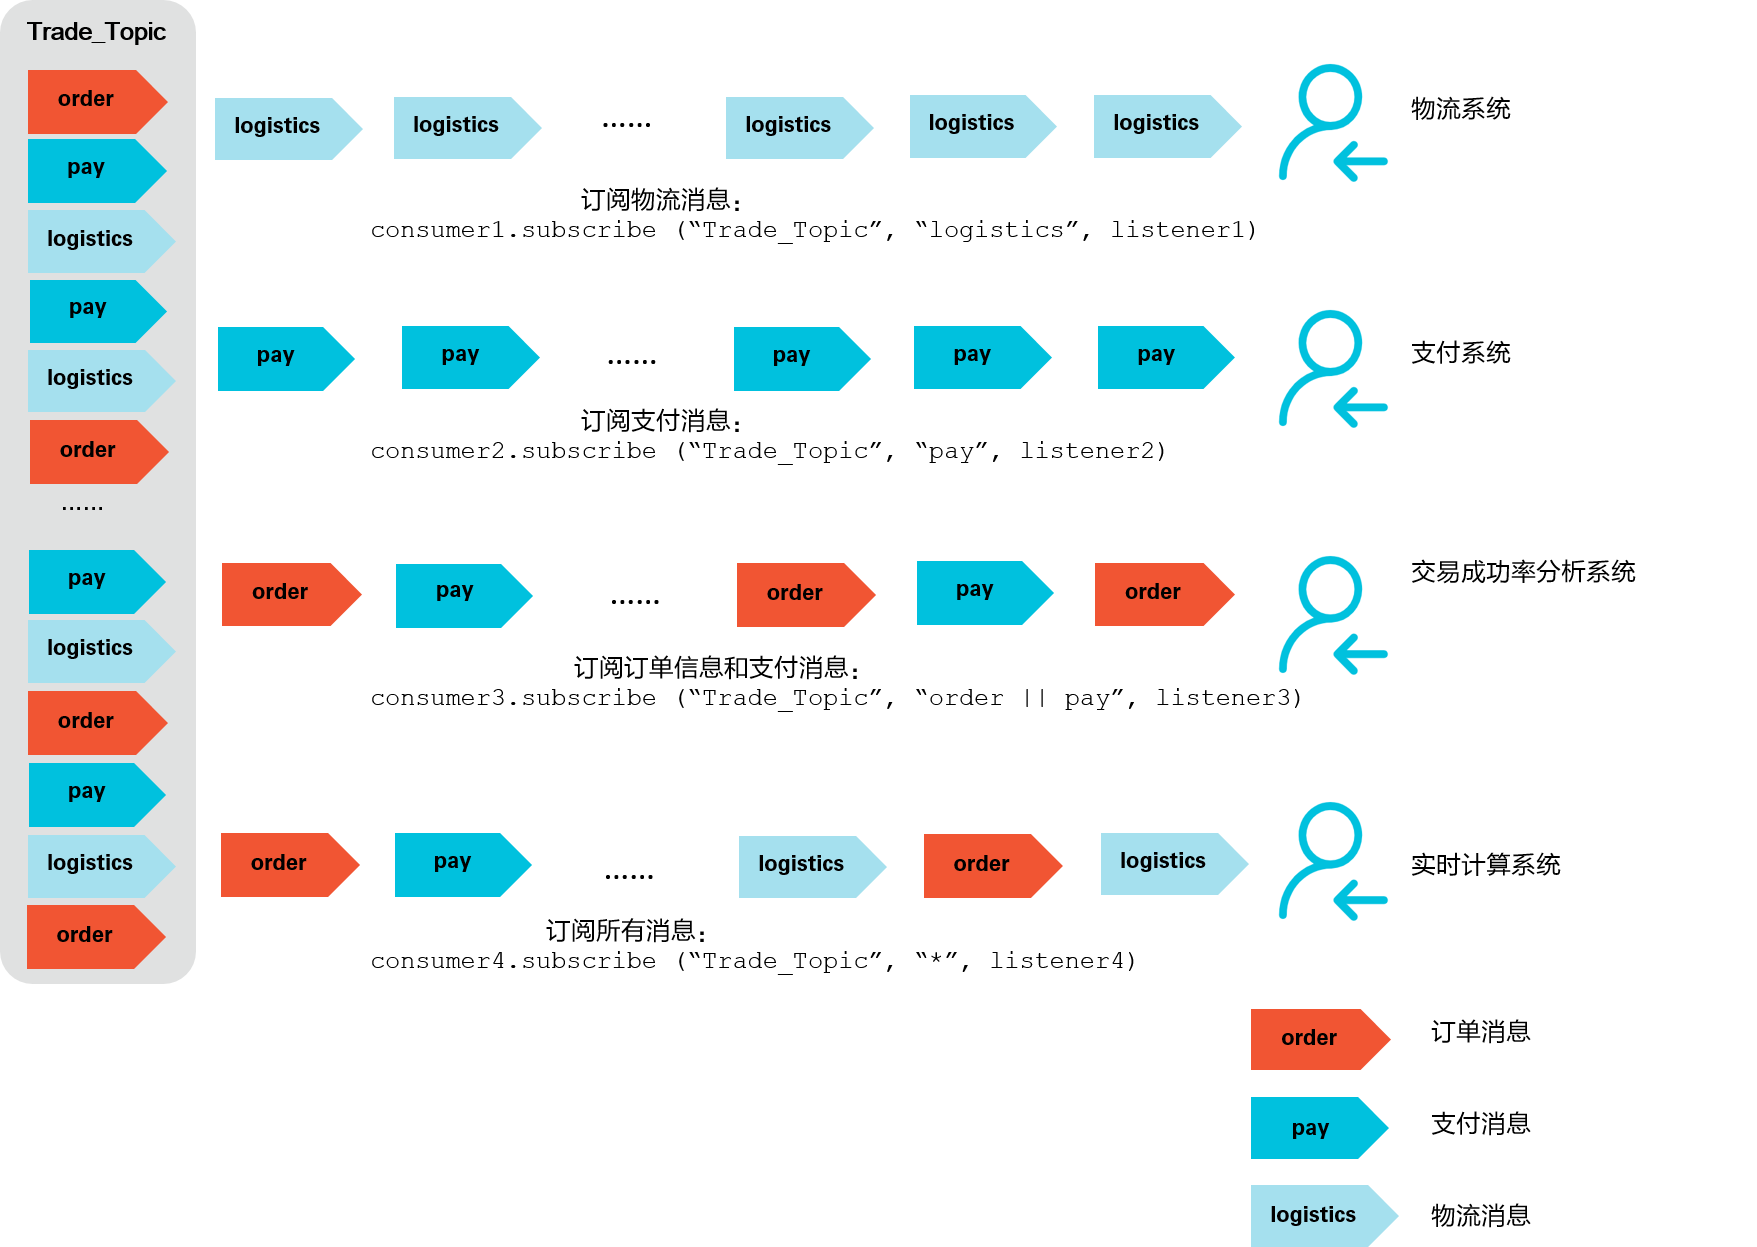 Trade_Topic
order
pay
logistics
pay
logistics
order
......
pay
logistics
order
pay
logistics
order
logistics
logistics
......
logistics
logistics
logistics
物流系统
订阅物流消息：
consumer1.subscribe (“Trade_Topic”, “logistics”, listener1)
pay
pay
......
pay
pay
pay
支付系统
订阅支付消息：
consumer2.subscribe (“Trade_Topic”, “pay”, listener2)
order
pay
......
order
pay
order
交易成功率分析系统
订阅订单信息和支付消息：
consumer3.subscribe (“Trade_Topic”, “order || pay”, listener3)
order
pay
......
logistics
order
logistics
实时计算系统
订阅所有消息：
consumer4.subscribe (“Trade_Topic”, “*”, listener4)
order
订单消息
pay
支付消息
logistics
物流消息